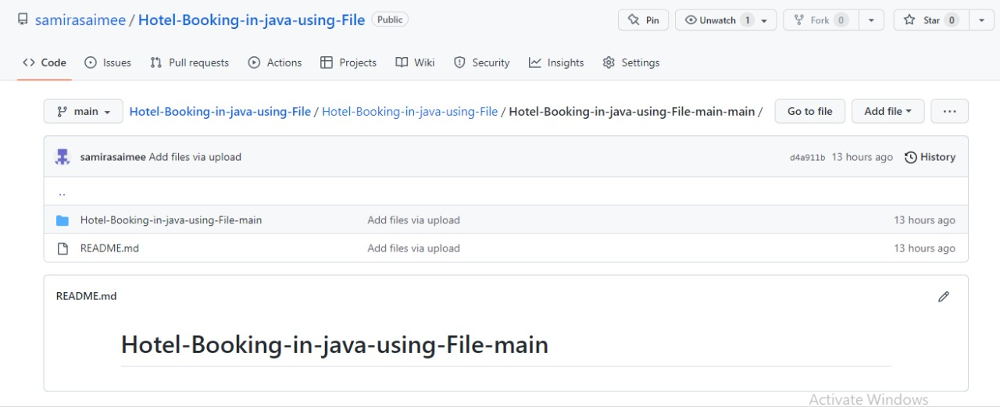 samirasaimee / Hotel-Booking-in-java-using-File Public Pin Unwatch 1 Fork 0 Star 0
Code Issues Pull requests Actions Projects Wiki Security Insights Settings
main Hotel-Booking-in-java-using-File / Hotel-Booking-in-java-using-File / Hotel-Booking-in-java-using-File-main-main / Go to file Add file ...
samirasaimee Add files via upload d4a911b 13 hours ago History
..
Hotel-Booking-in-java-using-File-main Add files via upload 13 hours ago
README.md Add files via upload 13 hours ago
README.md
Hotel-Booking-in-java-using-File-main
Activate Windows